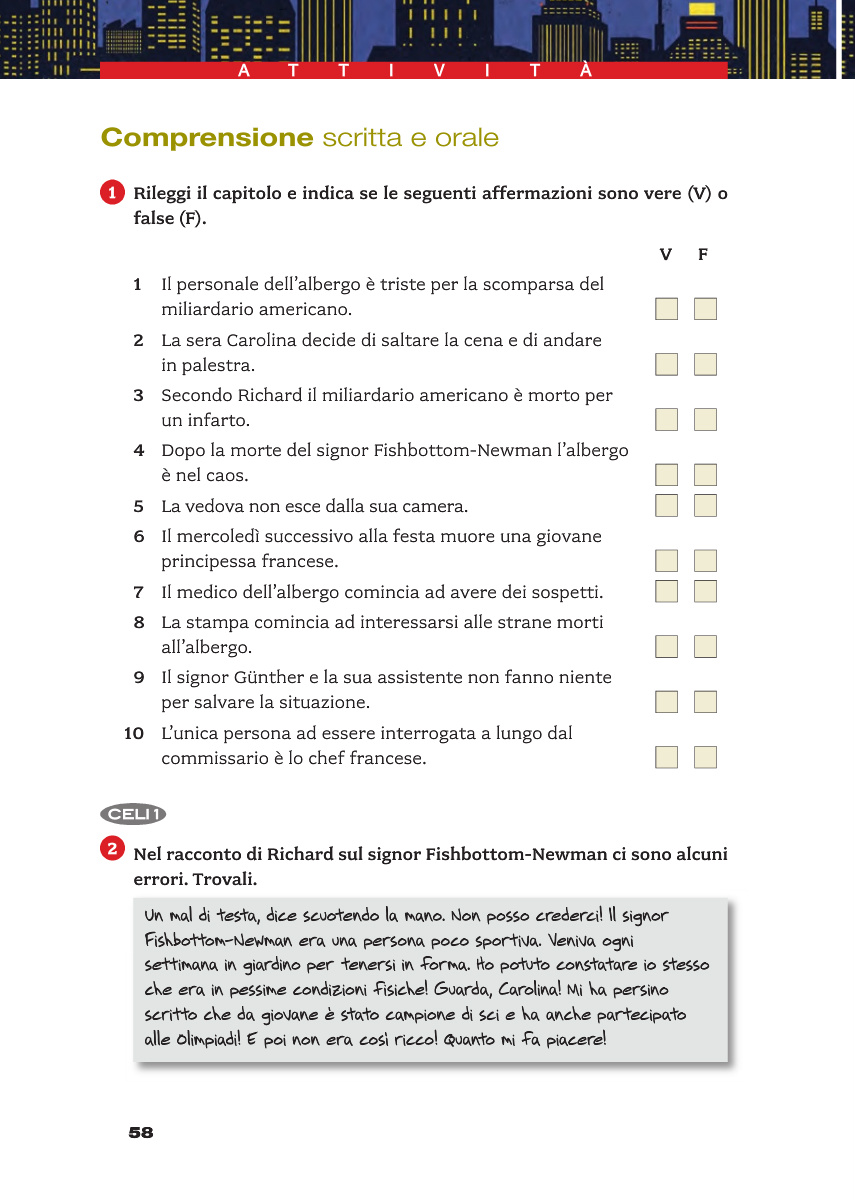 ATTIVITÀ
Comprensione scritta e orale
1 Rileggi il capitolo e indica se le seguenti affermazioni sono vere (V) o
false (F).
V F
1 Il personale dell'albergo è triste per la scomparsa del
miliardario americano.
2 La sera Carolina decide di saltare la cena e di andare
in palestra.
3 Secondo Richard il miliardario americano è morto per
un infarto.
4 Dopo la morte del signor Fishbottom-Newman l'albergo
è nel caos.
5 La vedova non esce dalla sua camera.
6 Il mercoledì successivo alla festa muore una giovane
principessa francese.
7 Il medico dell'albergo comincia ad avere dei sospetti.
8 La stampa comincia ad interessarsi alle strane morti
all'albergo.
9 Il signor Günther e la sua assistente non fanno niente
per salvare la situazione.
10 L'unica persona ad essere interrogata a lungo dal
commissario è lo chef francese.
CELI 1
2 Nel racconto di Richard sul signor Fishbottom-Newman ci sono alcuni
errori. Trovali.
Un mal di testa, dice scuotendo la mano. Non posso crederci! Il signor
Fishbottom-Newman era una persona poco sportiva. Veniva ogni
settimana in giardino per tenersi in forma. Ho potuto constatare io stesso
che era in pessime condizioni fisiche! Guarda, Carolina! Mi ha persino
scritto che da giovane è stato campione di sci e ha anche partecipato
alle Olimpiadi! E poi non era così ricco! Quanto mi fa piacere!
58